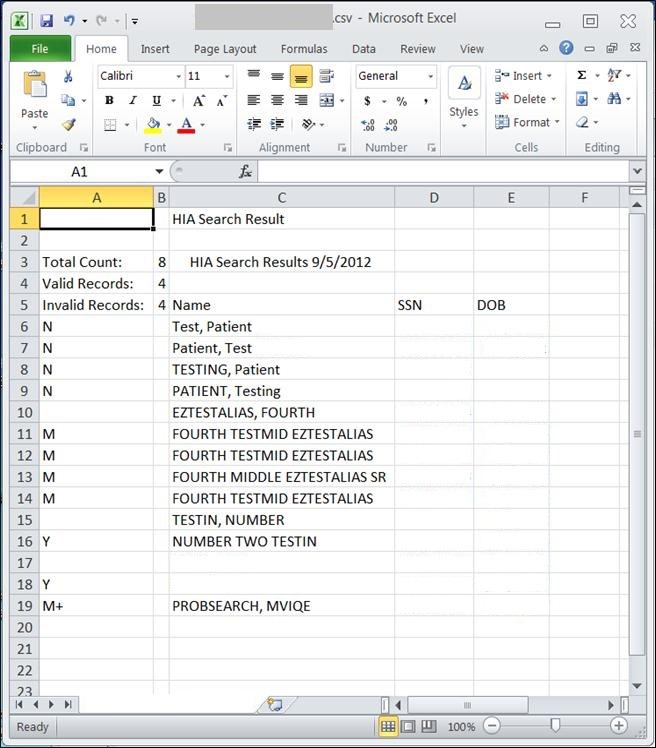 .csv - Microsoft Excel
File Home Insert Page Layout Formulas Data Review View
Paste
Clipboard
Calibri 11
B I U A A
A
Font
Alignment
General
$ % ,
.00 .0
Number
A
Styles
Insert
Delete
Format
Cells
Σ
Editing
A1 fx
A B C D E F
1 HIA Search Result
2
3 Total Count: 8 HIA Search Results 9/5/2012
4 Valid Records: 4
5 Invalid Records: 4 Name SSN DOB
6 N Test, Patient
7 N Patient, Test
8 N TESTING, Patient
9 N PATIENT, Testing
10 EZTESTALIAS, FOURTH
11 M FOURTH TESTMID EZTESTALIAS
12 M FOURTH TESTMID EZTESTALIAS
13 M FOURTH MIDDLE EZTESTALIAS SR
14 M FOURTH TESTMID EZTESTALIAS
15 TESTIN, NUMBER
16 Y NUMBER TWO TESTIN
17
18 Y
19 M+ PROBSEARCH, MVIQE
20
21
22
23
Ready 100%